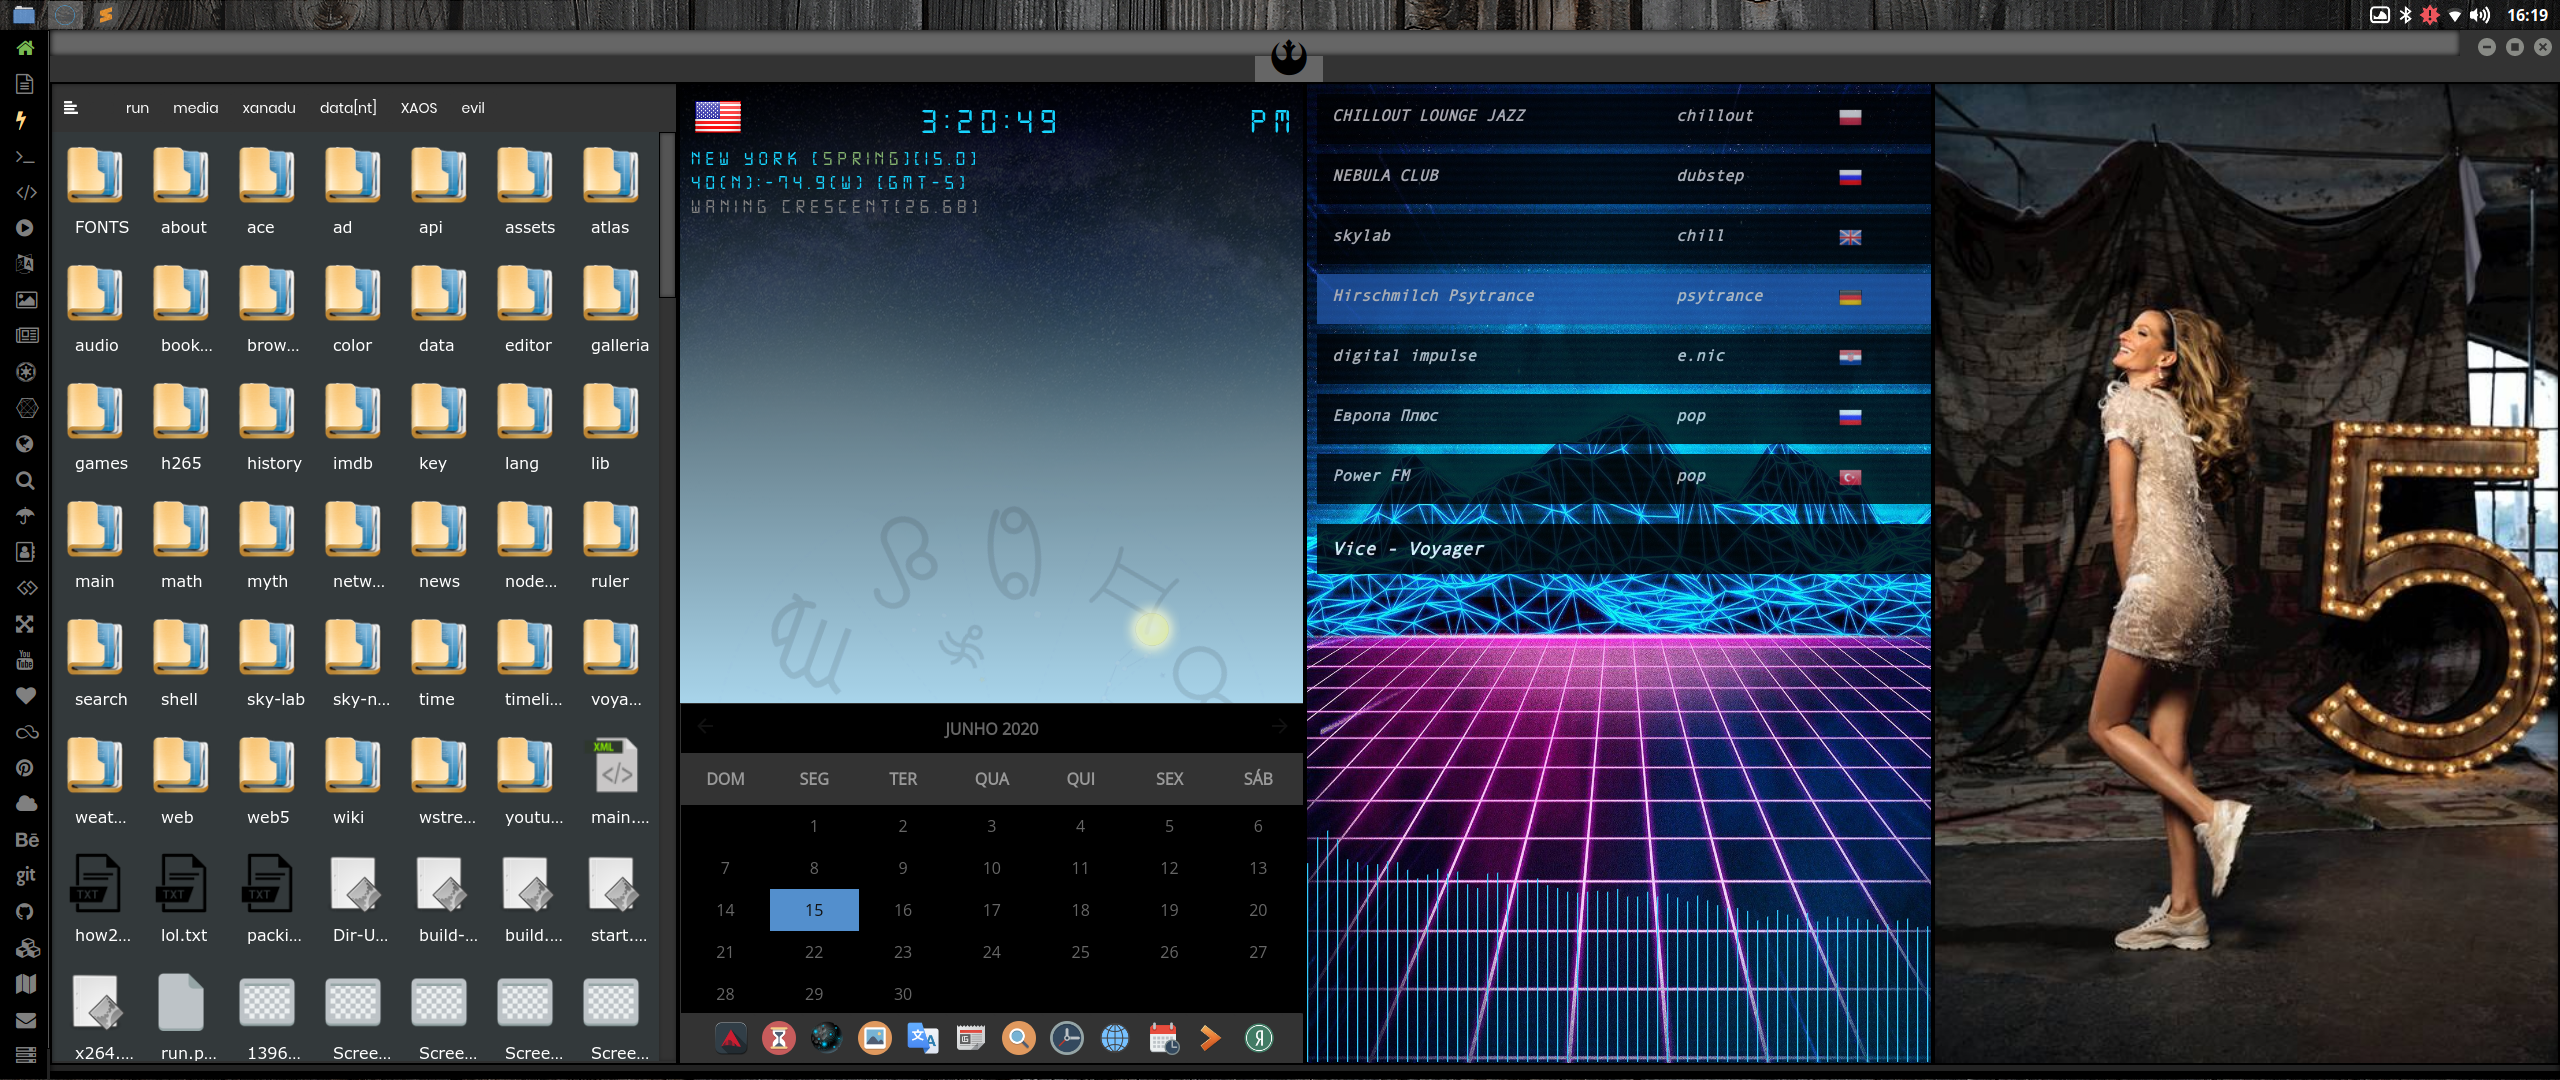 16:19
run media xanadu data[nt] XAOS evil
FONTS about ace ad api assets atlas
audio book... brow... color data editor galleria
games h265 history imdb key lang lib
main math myth netw... news node... ruler
search shell sky-lab sky-n... time timeli... voya...
XML
weat... web web5 wiki wstre... youtu... main....
TXT TXT TXT
how2... lol.txt packi... Dir-U... build-... build.... start....
x264.... run.p... 1396... Scree... Scree... Scree... Scree...
You
Tube
Bē
git
3:20:49 PM
NEW YORK [SPRING][15.0]
40(N):-74.9(W) [GMT-5]
WANING CRESCENT[26.68]
JUNHO 2020
DOM SEG TER QUA QUI SEX SÁB
1 2 3 4 5 6
7 8 9 10 11 12 13
14 15 16 17 18 19 20
21 22 23 24 25 26 27
28 29 30
CHILLOUT LOUNGE JAZZ chillout
NEBULA CLUB dubstep
skylab chill
Hirschmilch Psytrance psytrance
digital impulse e.nic
Европа Плюс pop
Power FM pop
Vice - Voyager
5